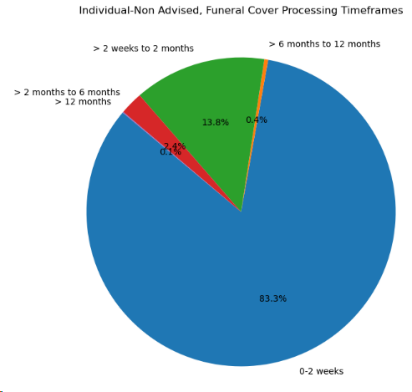 Individual-Non Advised, Funeral Cover Processing Timeframes
> 6 months to 12 months
> 2 weeks to 2 months
> 2 months to 6 months
> 12 months
13.8%
0.4%
2.4%
0.1%
83.3%
0-2 weeks